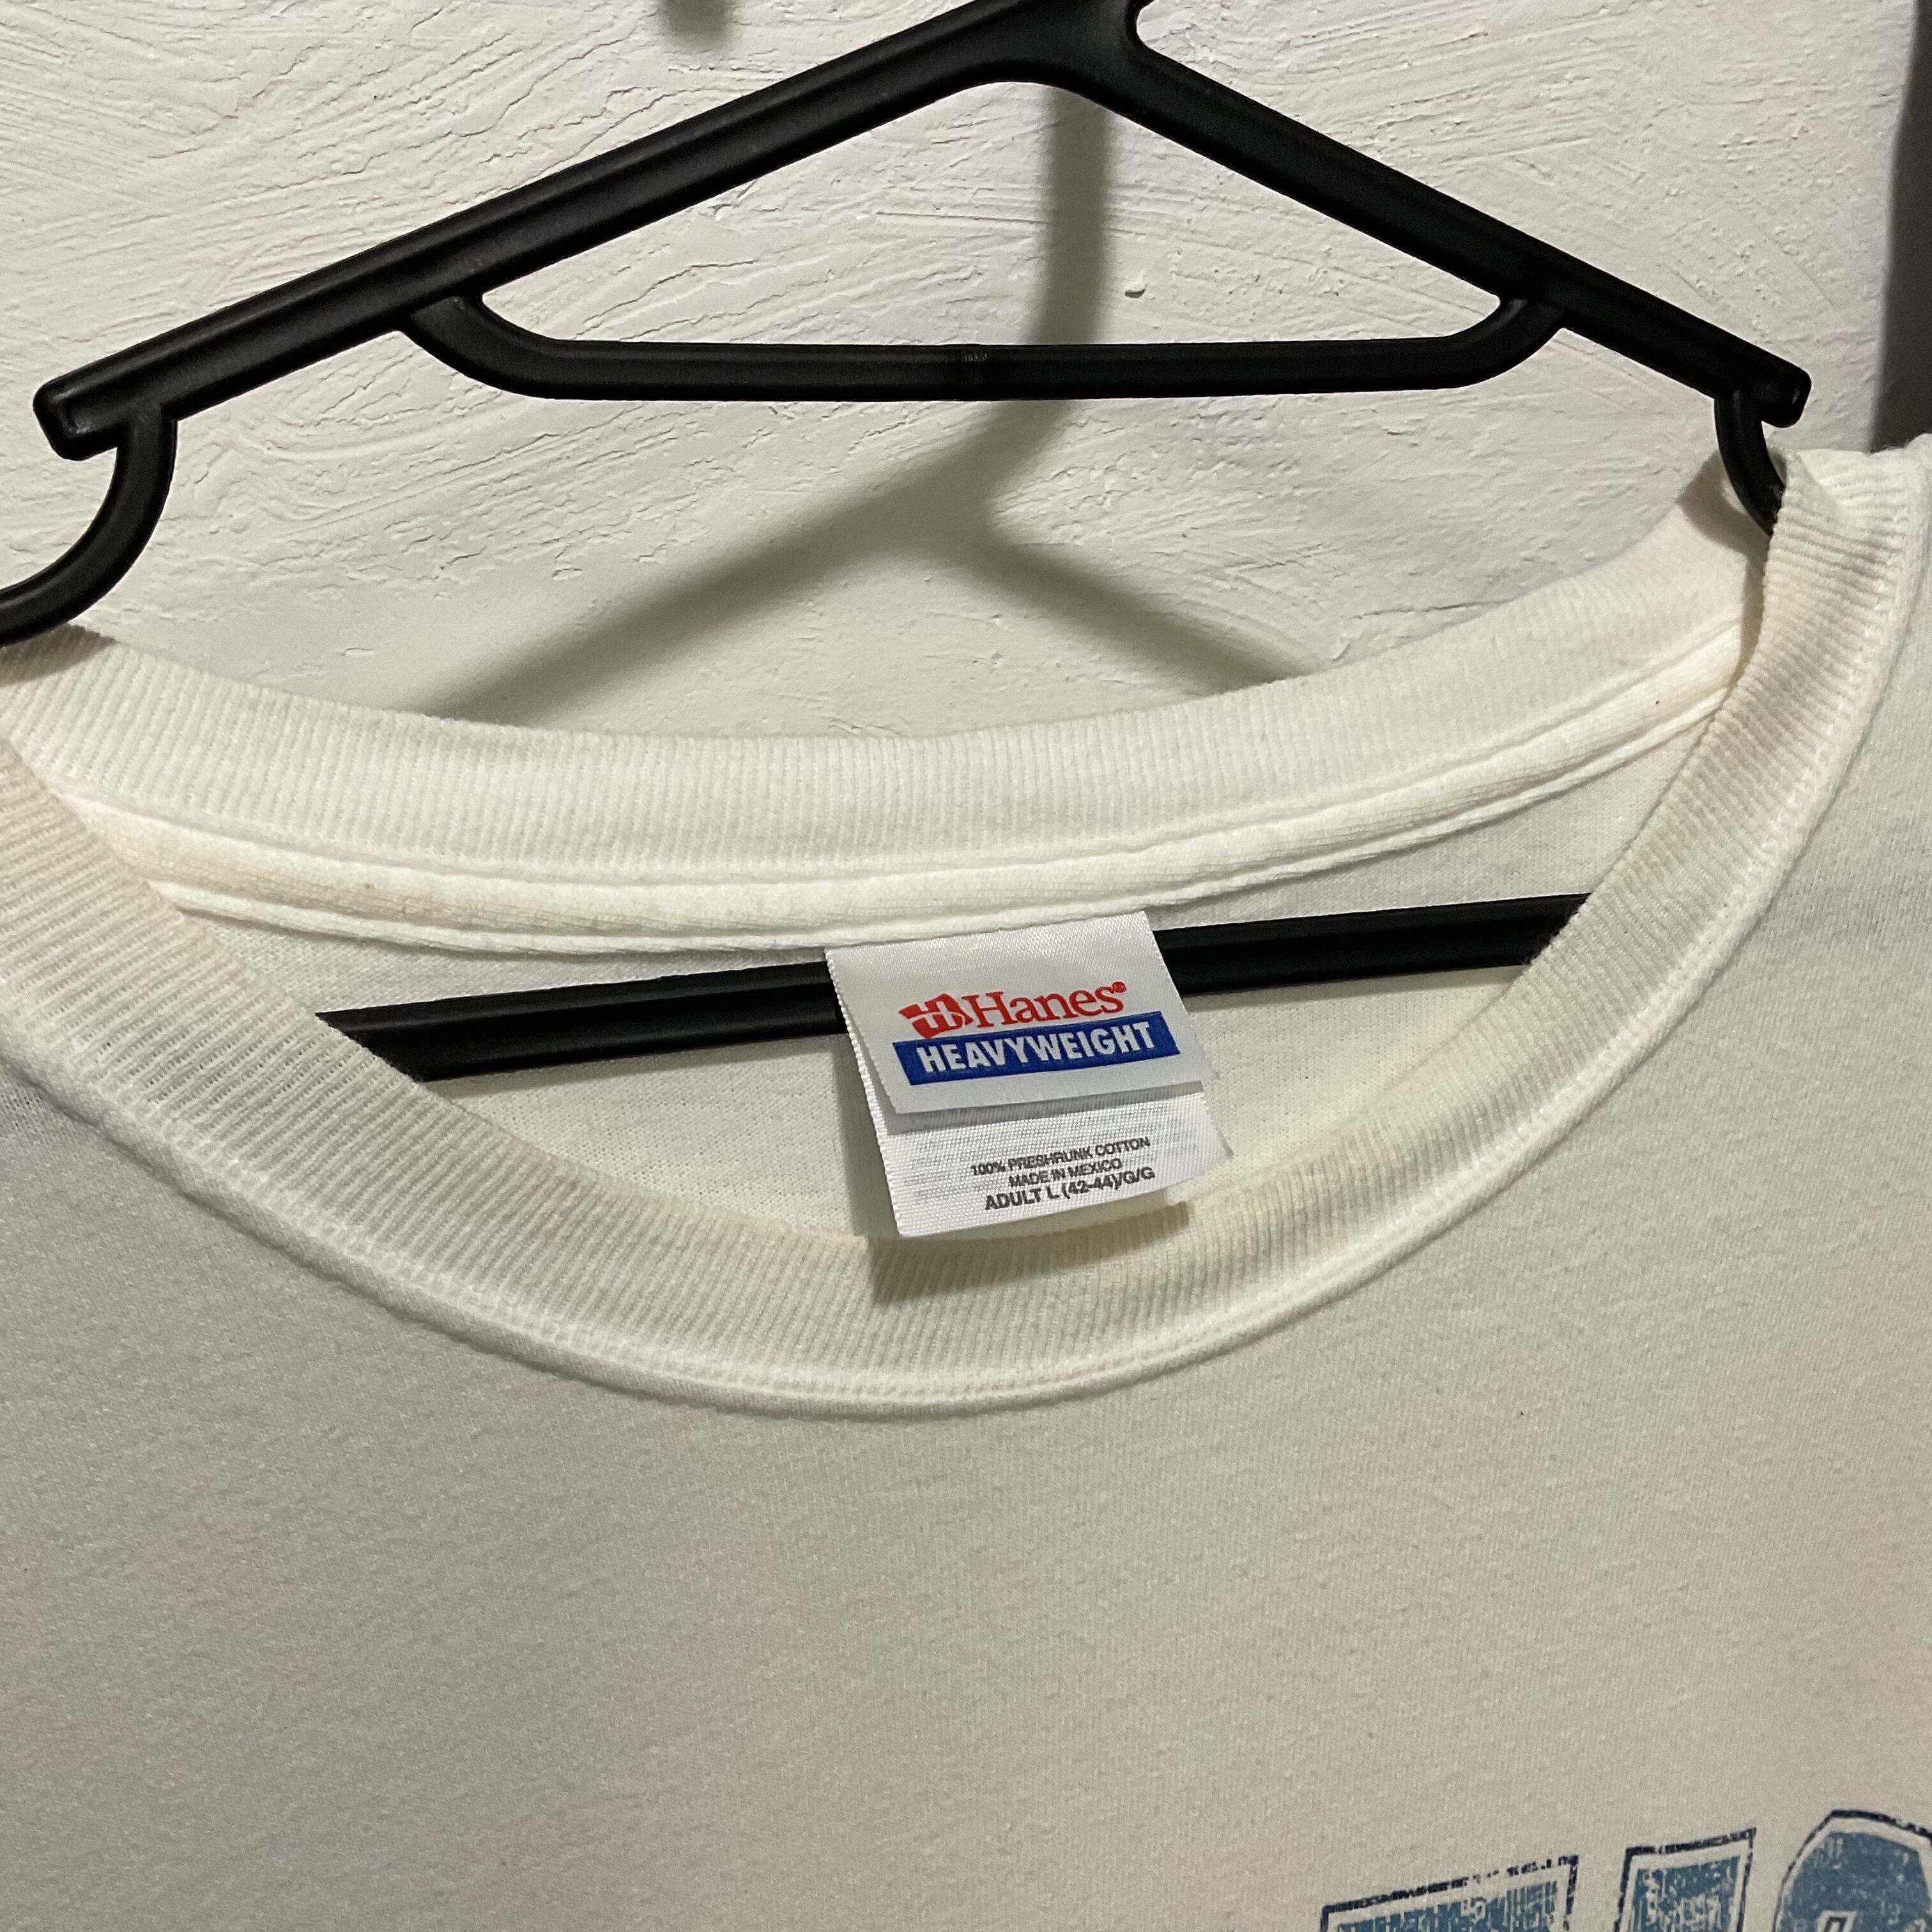 Hanes®
HEAVYWEIGHT
100% PRESHRUNK COTTON
MADE IN MEXICO
ADULT L (42-44)/G/G